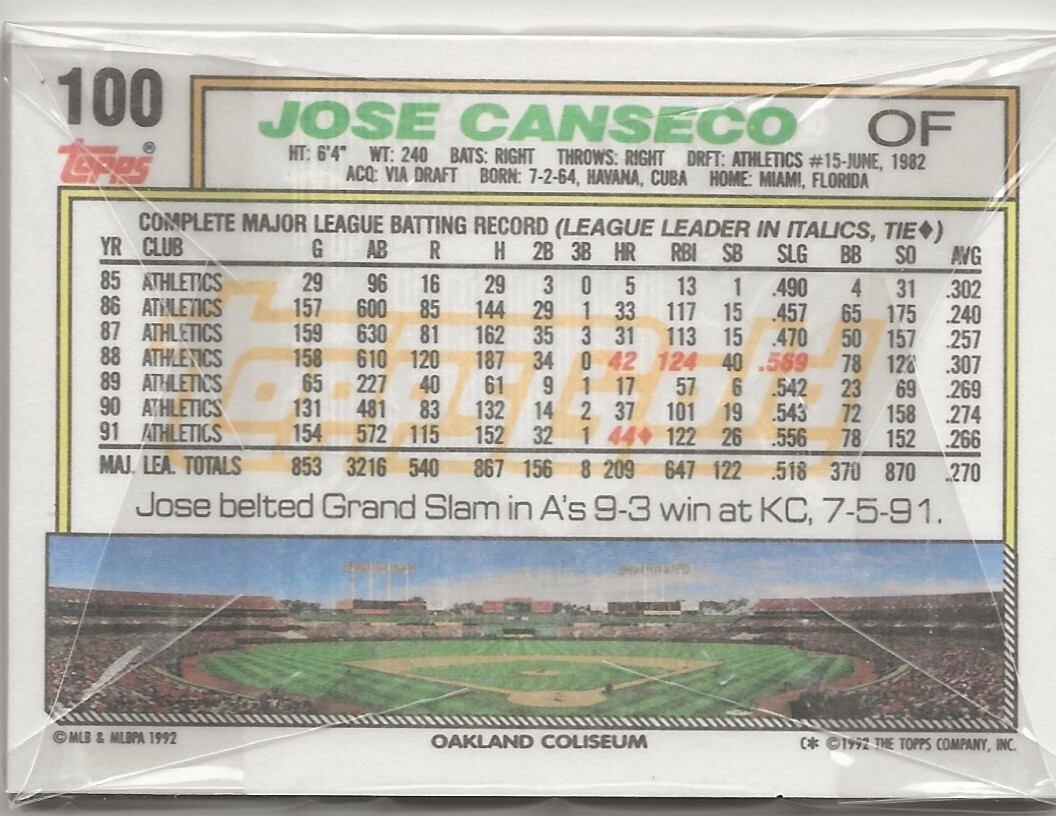 100
Topps®
JOSE CANSECO OF
HT: 6'4" WT: 240 BATS: RIGHT THROWS: RIGHT DRFT: ATHLETICS #15-JUNE, 1982
ACQ: VIA DRAFT BORN: 7-2-64, HAVANA, CUBA HOME: MIAMI, FLORIDA
COMPLETE MAJOR LEAGUE BATTING RECORD (LEAGUE LEADER IN ITALICS, TIE♦)
YR CLUB G AB R H 2B 3B HR RBI SB SLG BB SO AVG
85 ATHLETICS 29 96 16 29 3 0 5 13 1 .490 4 31 .302
86 ATHLETICS 157 600 85 144 29 1 33 117 15 .457 65 175 .240
87 ATHLETICS 159 630 81 162 35 3 31 113 15 .470 50 157 .257
88 ATHLETICS 158 610 120 187 34 0 42 124 40 .569 78 128 .307
89 ATHLETICS 65 227 40 61 9 1 17 57 6 .542 23 69 .269
90 ATHLETICS 131 481 83 132 14 2 37 101 19 .543 72 158 .274
91 ATHLETICS 154 572 115 152 32 1 44♦ 122 26 .556 78 152 .266
MAJ. LEA. TOTALS 853 3216 540 867 156 8 209 647 122 .518 370 870 .270
ToppsGold
Jose belted Grand Slam in A's 9-3 win at KC, 7-5-91.
© MLB & MLBPA 1992
OAKLAND COLISEUM
C* © 1992 THE TOPPS COMPANY, INC.